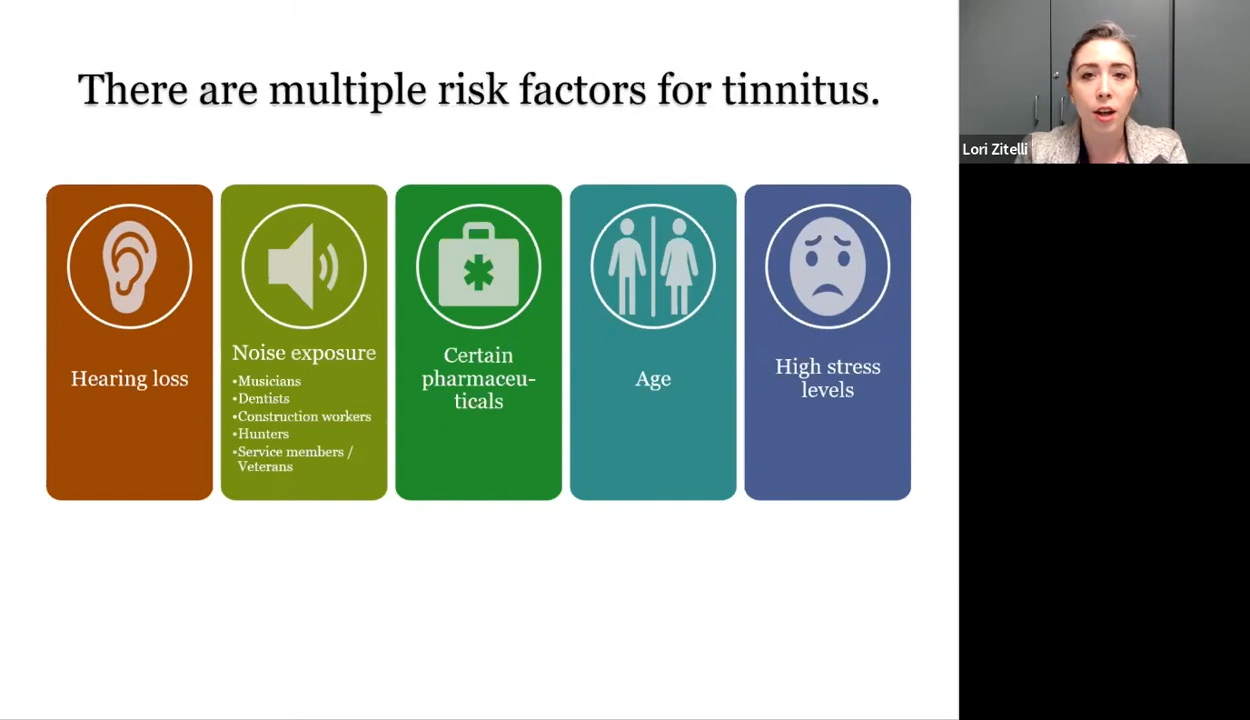 There are multiple risk factors for tinnitus.
Lori Zitelli
Hearing loss
Noise exposure
•Musicians
•Dentists
•Construction workers
•Hunters
•Service members /
Veterans
Certain
pharmaceu-
ticals
Age
High stress
levels